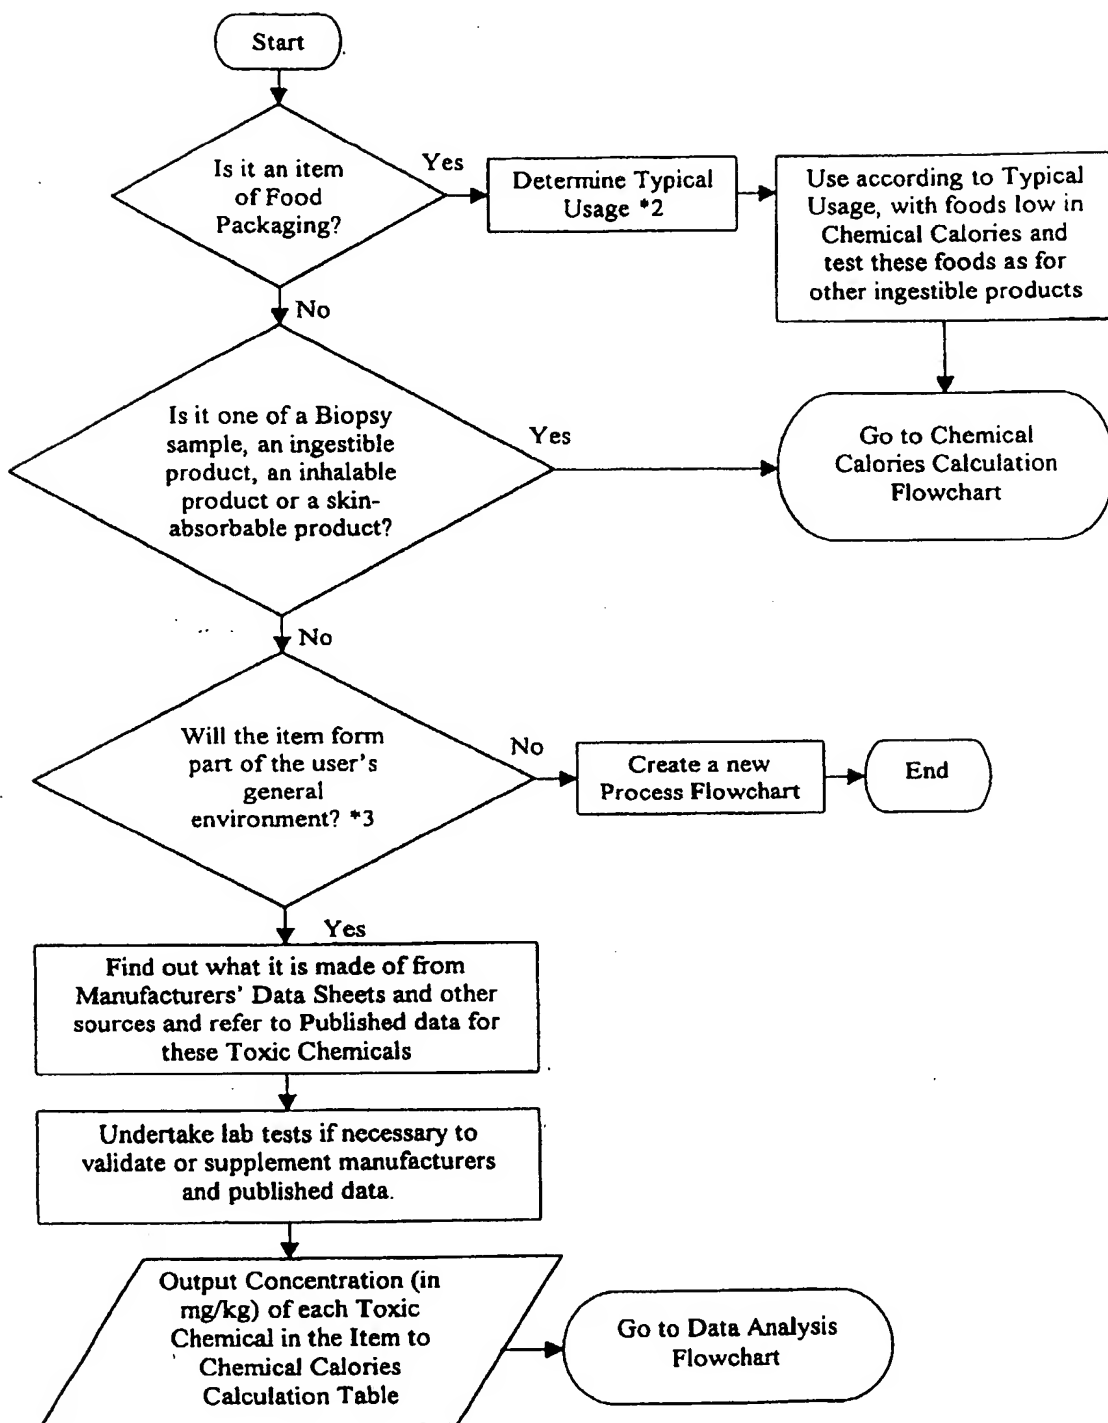 Start
Is it an item
of Food
Packaging?
Yes
Determine Typical
Usage *2
Use according to Typical
Usage, with foods low in
Chemical Calories and
test these foods as for
other ingestible products
No
Is it one of a Biopsy
sample, an ingestible
product, an inhalable
product or a skin-
absorbable product?
Yes
Go to Chemical
Calories Calculation
Flowchart
No
Will the item form
part of the user's
general
environment? *3
No
Create a new
Process Flowchart
End
Yes
Find out what it is made of from
Manufacturers' Data Sheets and other
sources and refer to Published data for
these Toxic Chemicals
Undertake lab tests if necessary to
validate or supplement manufacturers
and published data.
Output Concentration (in
mg/kg) of each Toxic
Chemical in the Item to
Chemical Calories
Calculation Table
Go to Data Analysis
Flowchart